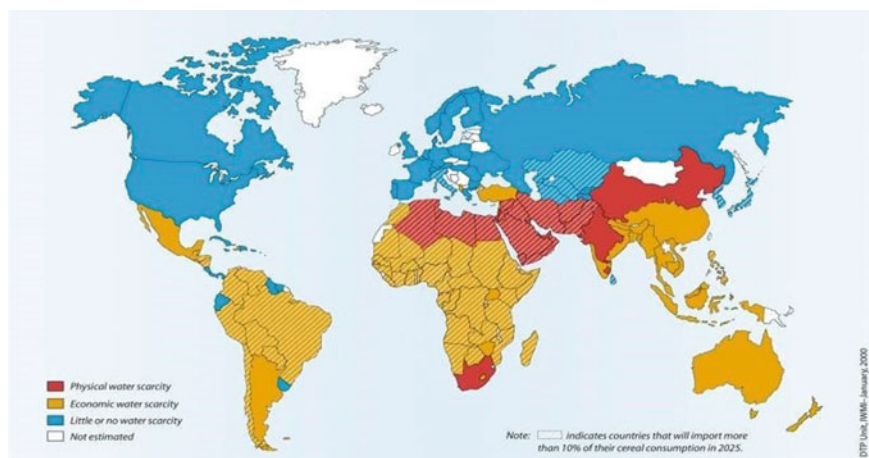 Physical water scarcity
Economic water scarcity
Little or no water scarcity
Not estimated
Note: indicates countries that will import more
than 10% of their cereal consumption in 2025.
DTP Unit, IWMI- January, 2000